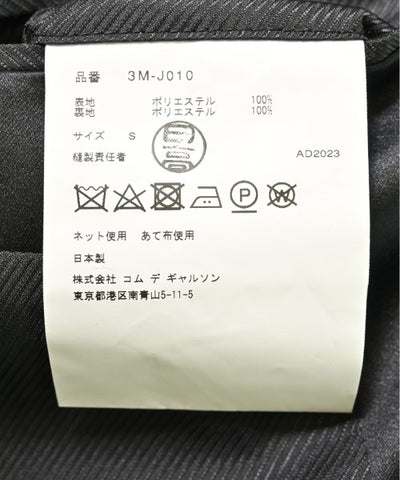 品番 3M-J010
表地 ポリエステル 100%
裏地 ポリエステル 100%
サイズ S
縫製責任者 AD2023
P W
ネット使用 あて布使用
日本製
株式会社 コム デ ギャルソン
東京都港区南青山5-11-5